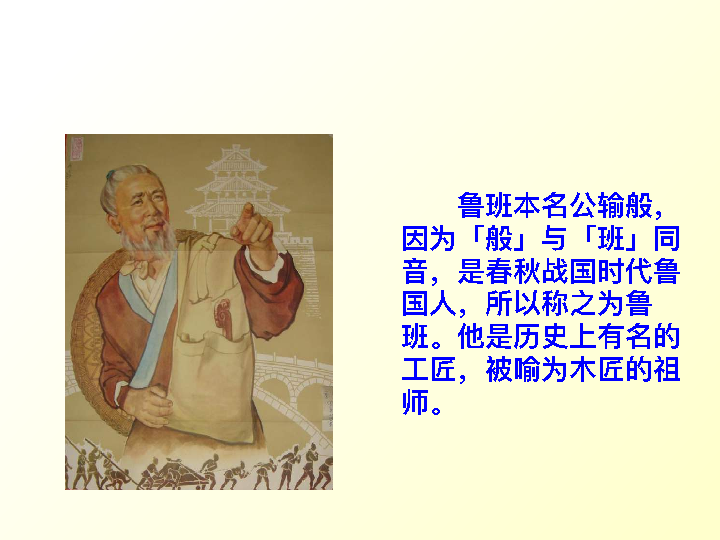 鲁班本名公输般，
因为「般」与「班」同
音，是春秋战国时代鲁
国人，所以称之为鲁
班。他是历史上有名的
工匠，被喻为木匠的祖
师。